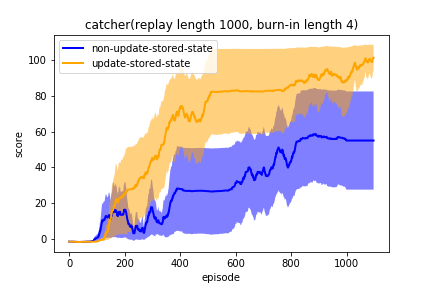 catcher(replay length 1000, burn-in length 4)
non-update-stored-state
update-stored-state
score
100
80
60
40
20
0
0
200
400
600
800
1000
episode